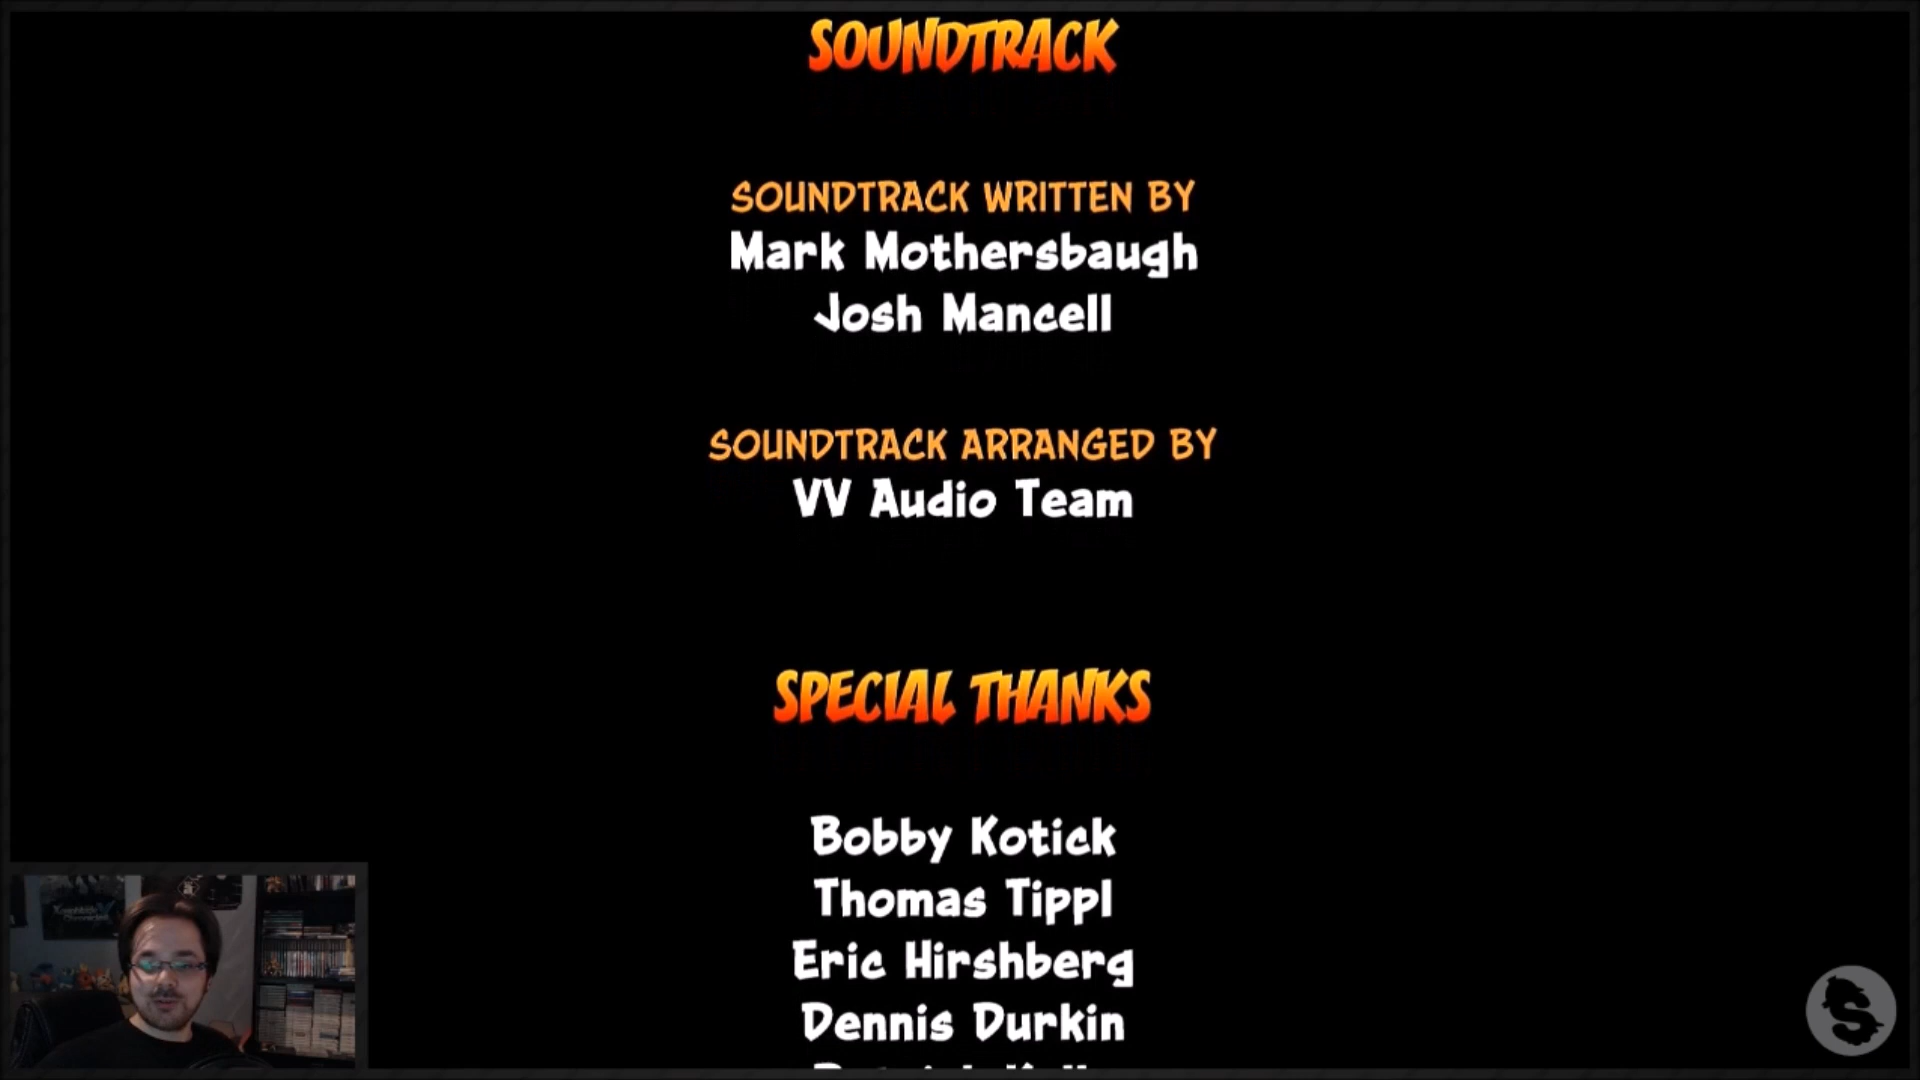 SOUNDTRACK
SOUNDTRACK WRITTEN BY
Mark Mothersbaugh
Josh Mancell
SOUNDTRACK ARRANGED BY
VV Audio Team
SPECIAL THANKS
Bobby Kotick
Thomas Tippl
Eric Hirshberg
Dennis Durkin